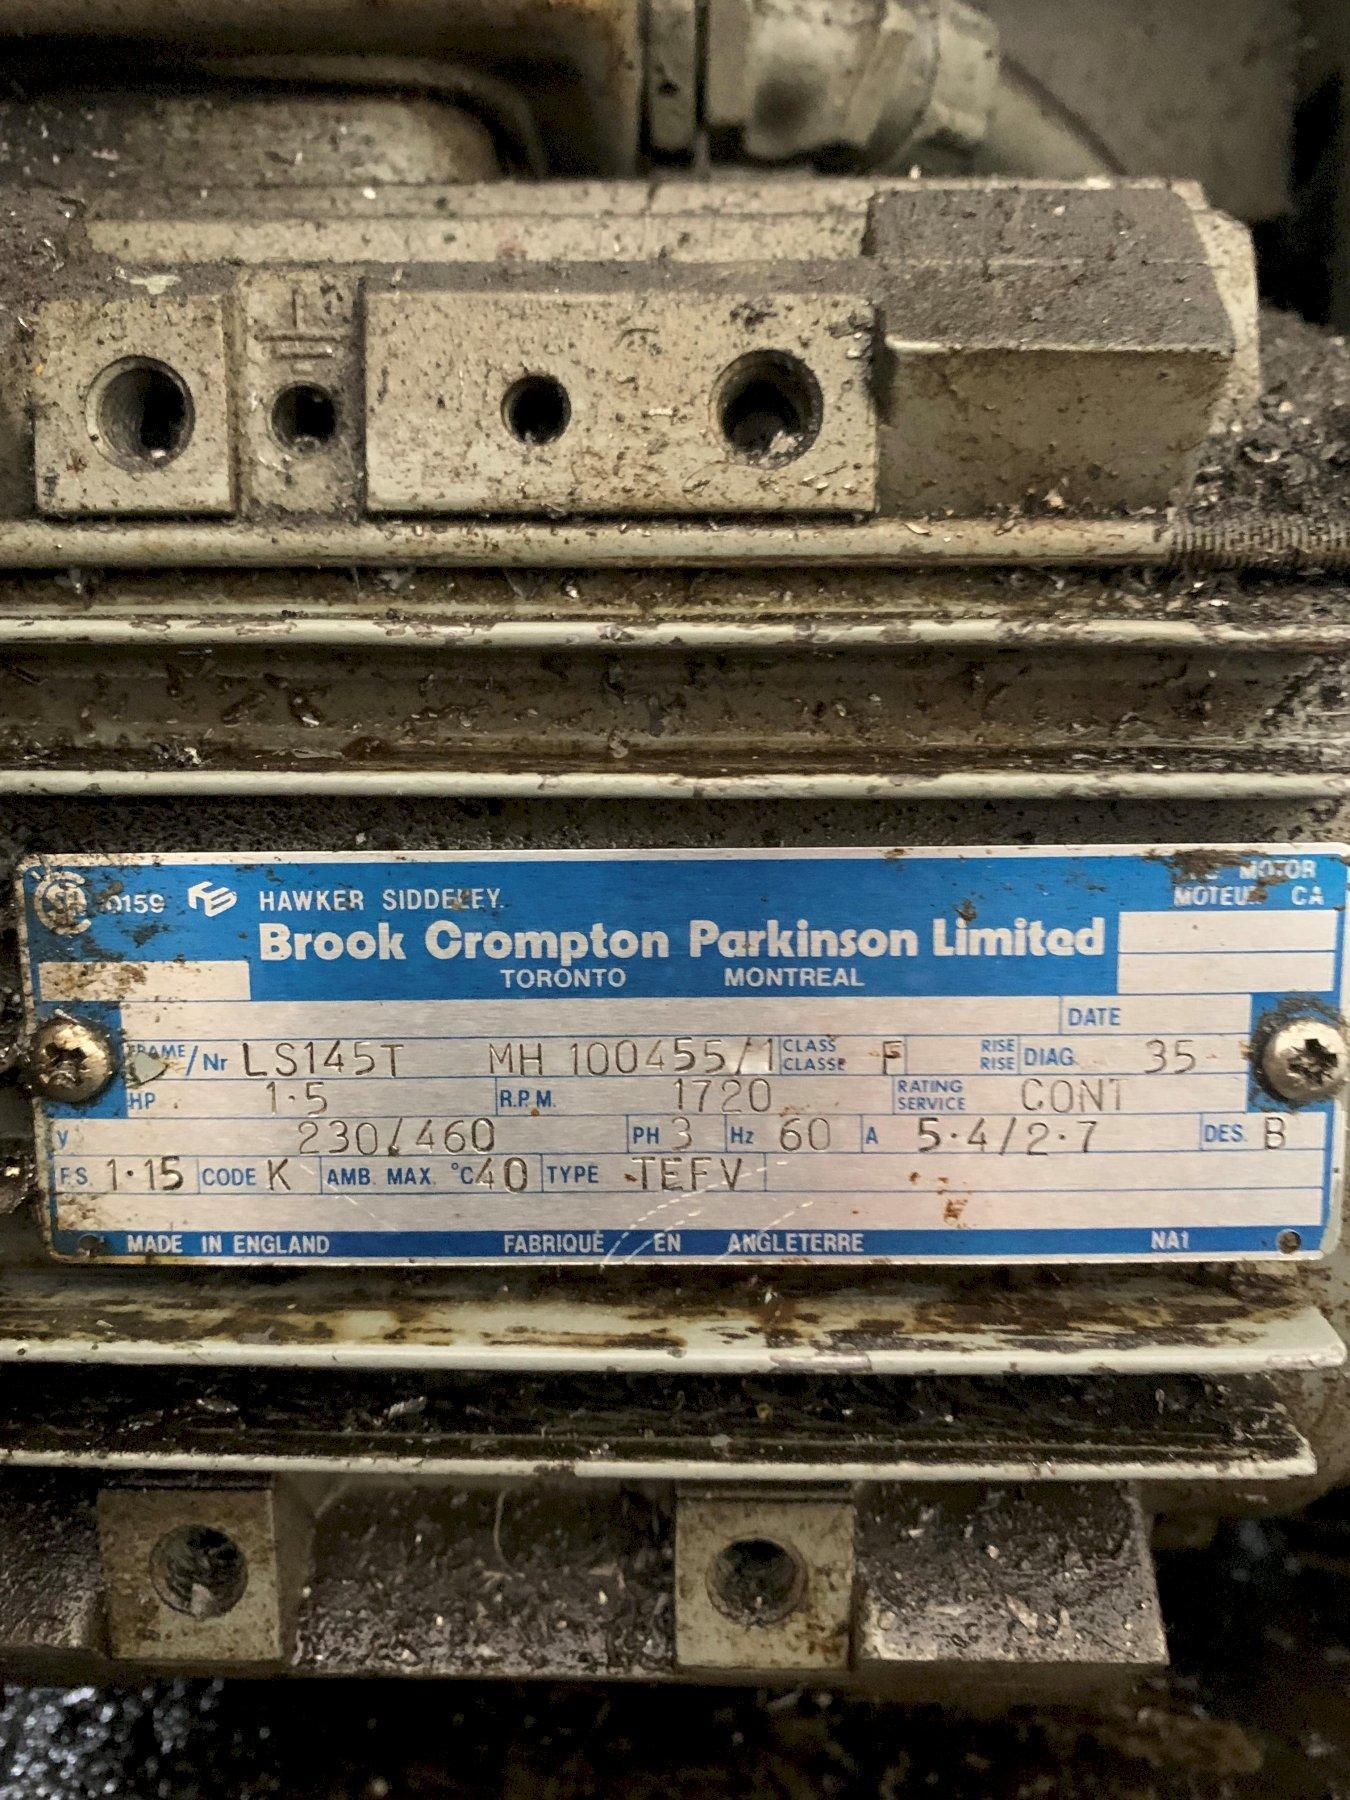 0159 HAWKER SIDDELEY
Brook Crompton Parkinson Limited
TORONTO MONTREAL
MOTOR
CA
DATE
FRAME/Nr LS145T MH 100455/1 CLASS CLASSE F RISE RISE DIAG. 35
HP 1·5 R.P.M. 1720 RATING SERVICE CONT
V 230/460 PH 3 Hz 60 A 5·4/2·7 DES. B
F.S. 1·15 CODE K AMB. MAX. °C 40 TYPE TEFV
MADE IN ENGLAND FABRIQUÉ EN ANGLETERRE NA1